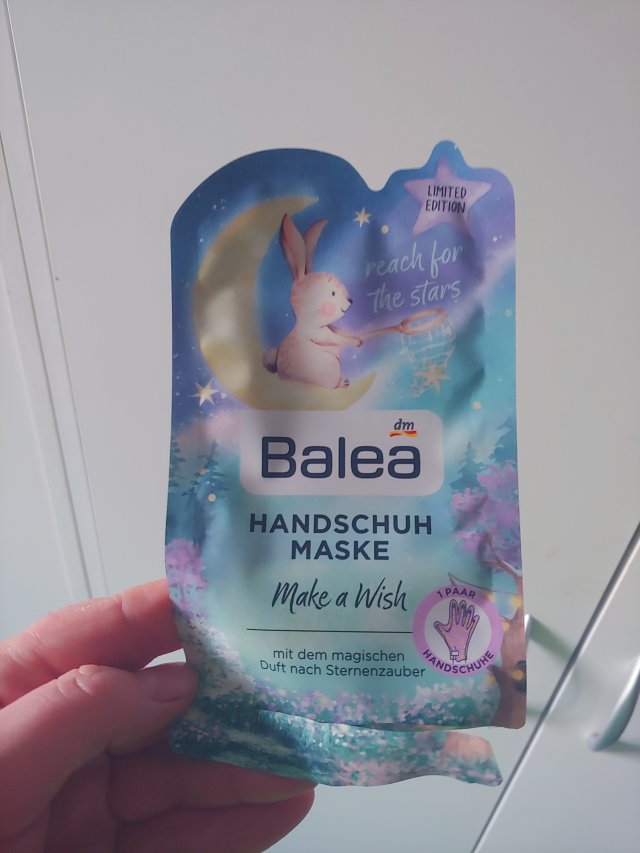 LIMITED
EDITION
reach for
the stars
dm
Balea
HANDSCHUH
MASKE
Make a Wish
mit dem magischen
Duft nach Sternenzauber
1 PAAR
HANDSCHUHE